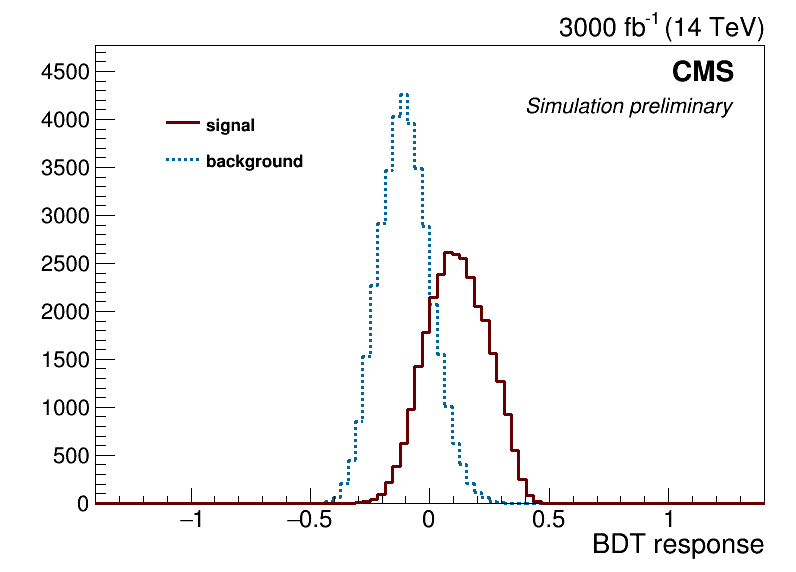 3000 fb-1 (14 TeV)
CMS
Simulation preliminary
signal
background
4500
4000
3500
3000
2500
2000
1500
1000
500
0
−1 −0.5 0 0.5 1
BDT response